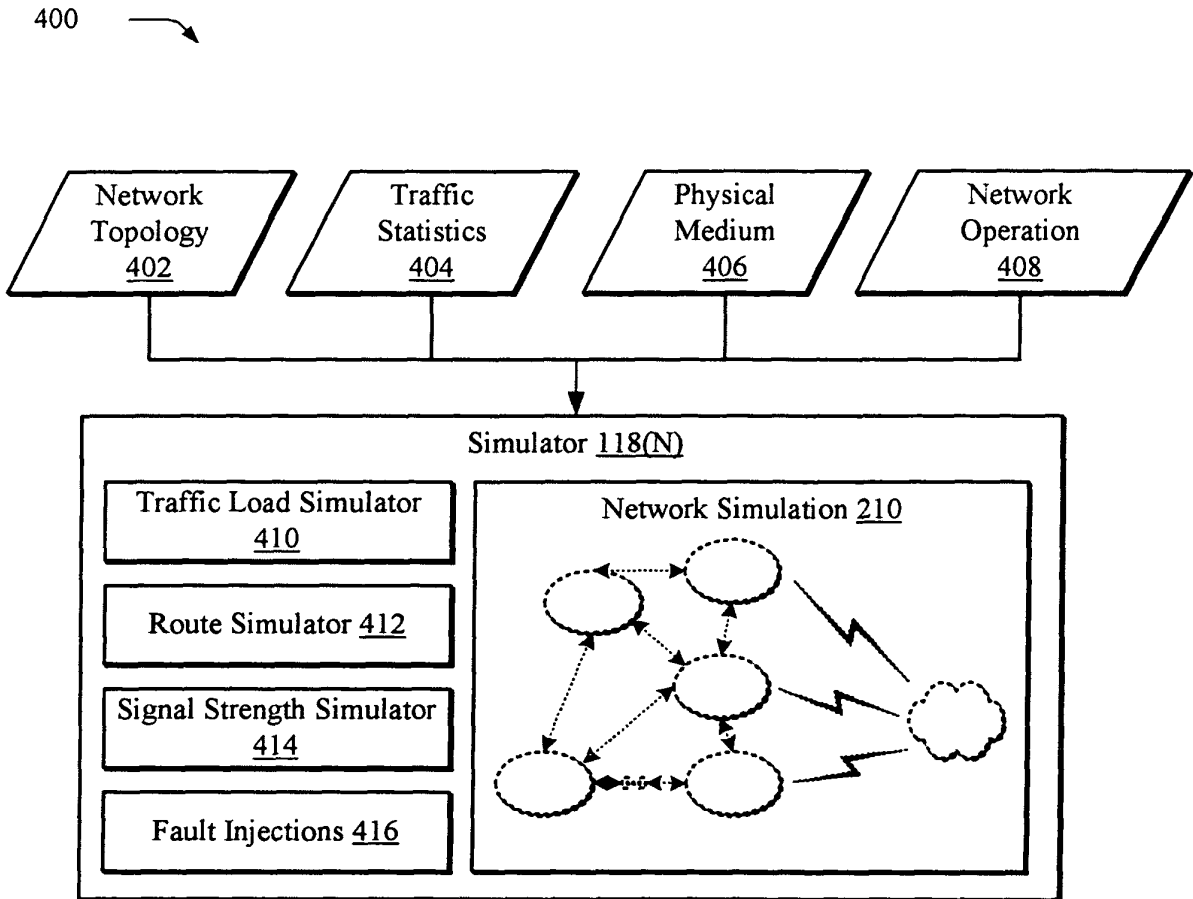 400
Network
Topology
402
Traffic
Statistics
404
Physical
Medium
406
Network
Operation
408
Simulator 118(N)
Traffic Load Simulator
410
Route Simulator 412
Signal Strength Simulator
414
Fault Injections 416
Network Simulation 210